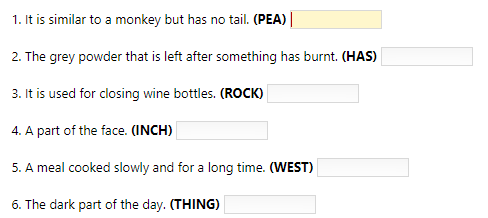 1. It is similar to a monkey but has no tail. (PEA)
2. The grey powder that is left after something has burnt. (HAS)
3. It is used for closing wine bottles. (ROCK)
4. A part of the face. (INCH)
5. A meal cooked slowly and for a long time. (WEST)
6. The dark part of the day. (THING)